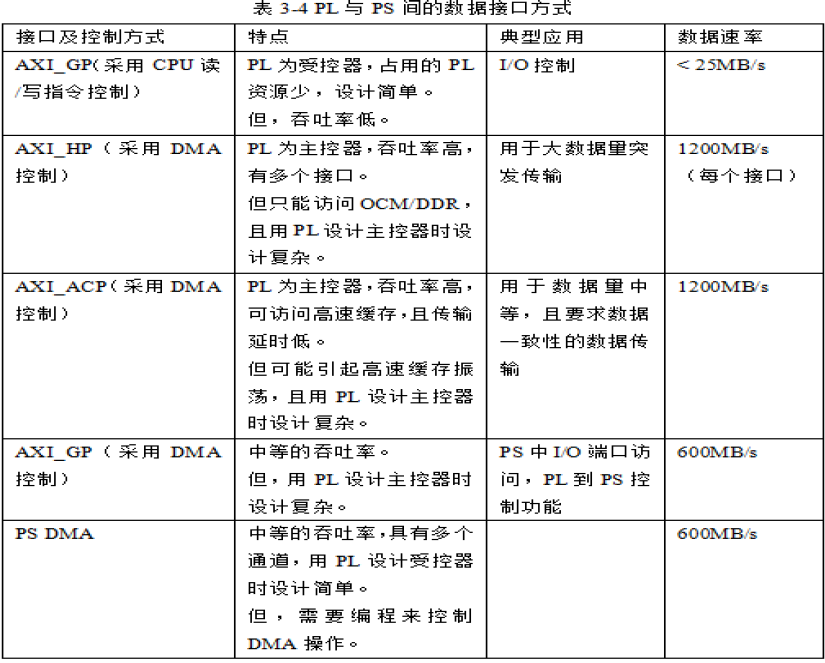 表 3-4 PL 与 PS 间的数据接口方式
接口及控制方式 特点 典型应用 数据速率
AXI_GP（采用 CPU 读 PL 为受控器，占用的 PL I/O 控制 < 25MB/s
/写指令控制） 资源少，设计简单。
但，吞吐率低。
AXI_HP（采用 DMA PL 为主控器，吞吐率高， 用于大数据量突 1200MB/s
控制） 有多个接口。 发传输 （每个接口）
但只能访问 OCM/DDR，
且用 PL 设计主控器时设
计复杂。
AXI_ACP（采用 DMA PL 为主控器，吞吐率高， 用于数据量中 1200MB/s
控制） 可访问高速缓存，且传输 等，且要求数据
延时低。 一致性的数据传
但可能引起高速缓存振 输
荡，且用 PL 设计主控器
时设计复杂。
AXI_GP（采用 DMA 中等的吞吐率。 PS 中 I/O 端口访 600MB/s
控制） 但，用 PL 设计主控器时 问，PL 到 PS 控
设计复杂。 制功能
PS DMA 中等的吞吐率，具有多个 600MB/s
通道，用 PL 设计受控器
时设计简单。
但，需要编程来控制
DMA 操作。